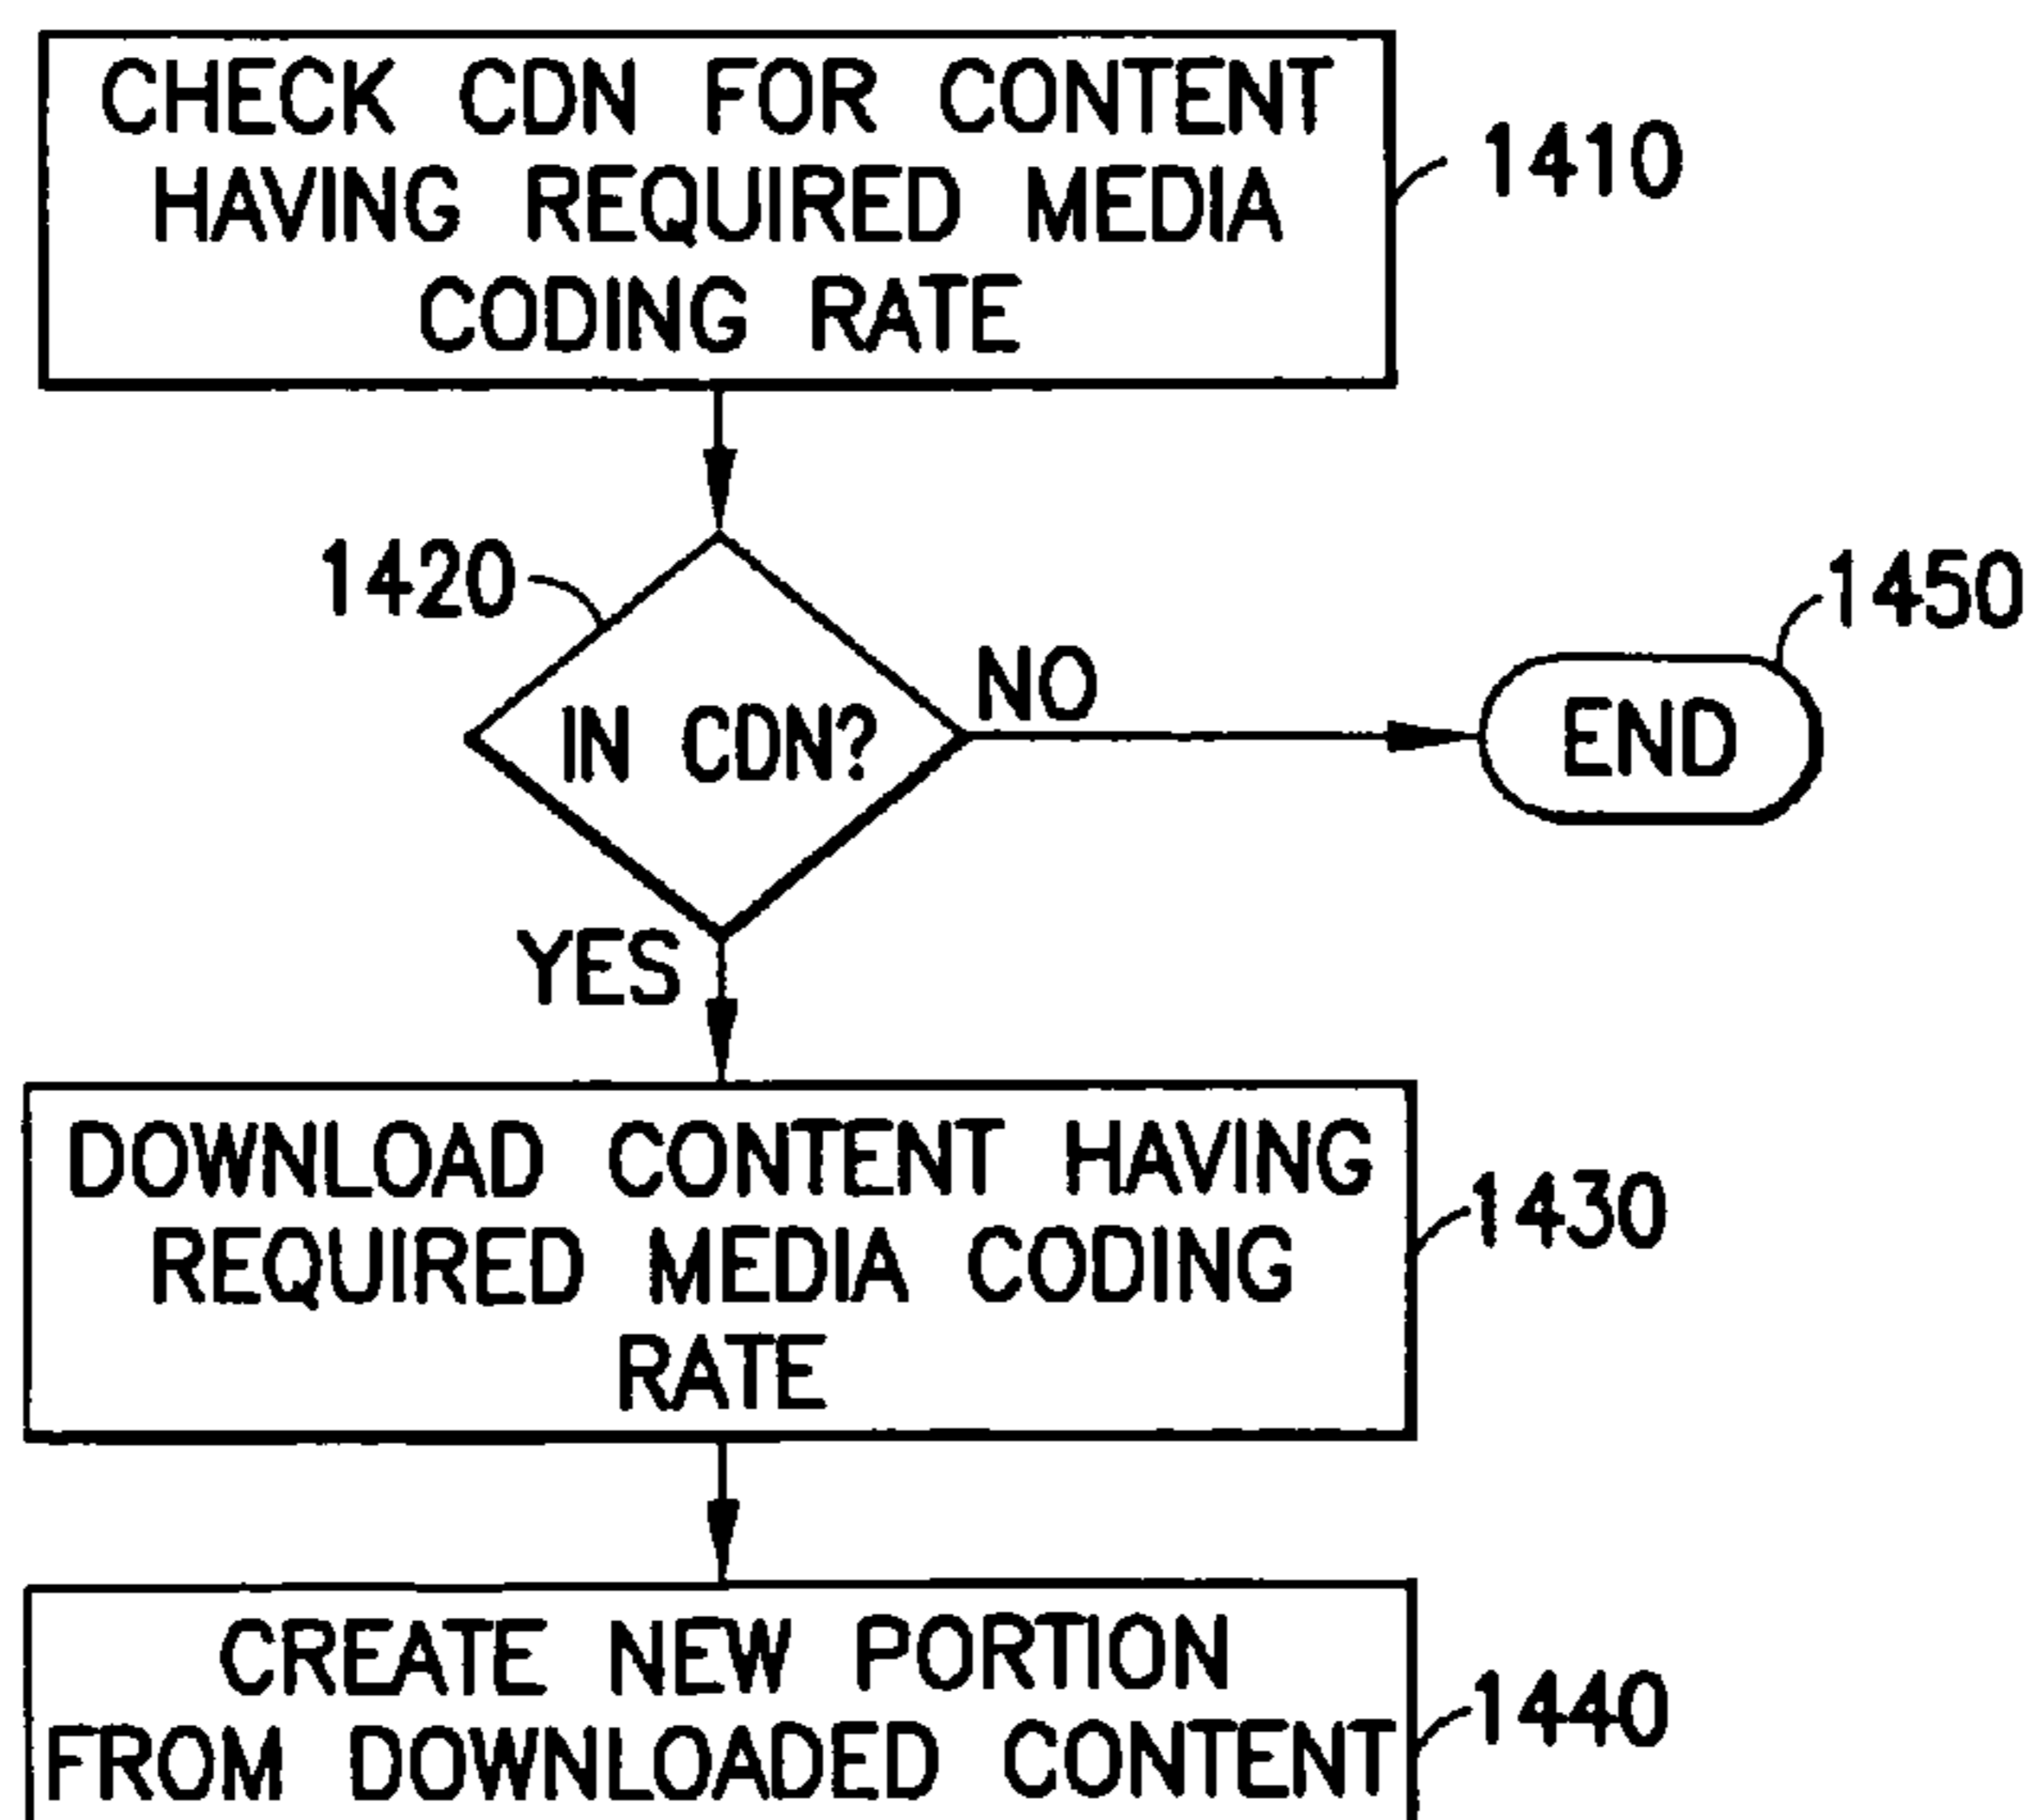 CHECK CDN FOR CONTENT
HAVING REQUIRED MEDIA
CODING RATE
1410
1420
IN CDN?
NO
1450
END
YES
DOWNLOAD CONTENT HAVING
REQUIRED MEDIA CODING
RATE
1430
CREATE NEW PORTION
FROM DOWNLOADED CONTENT
1440